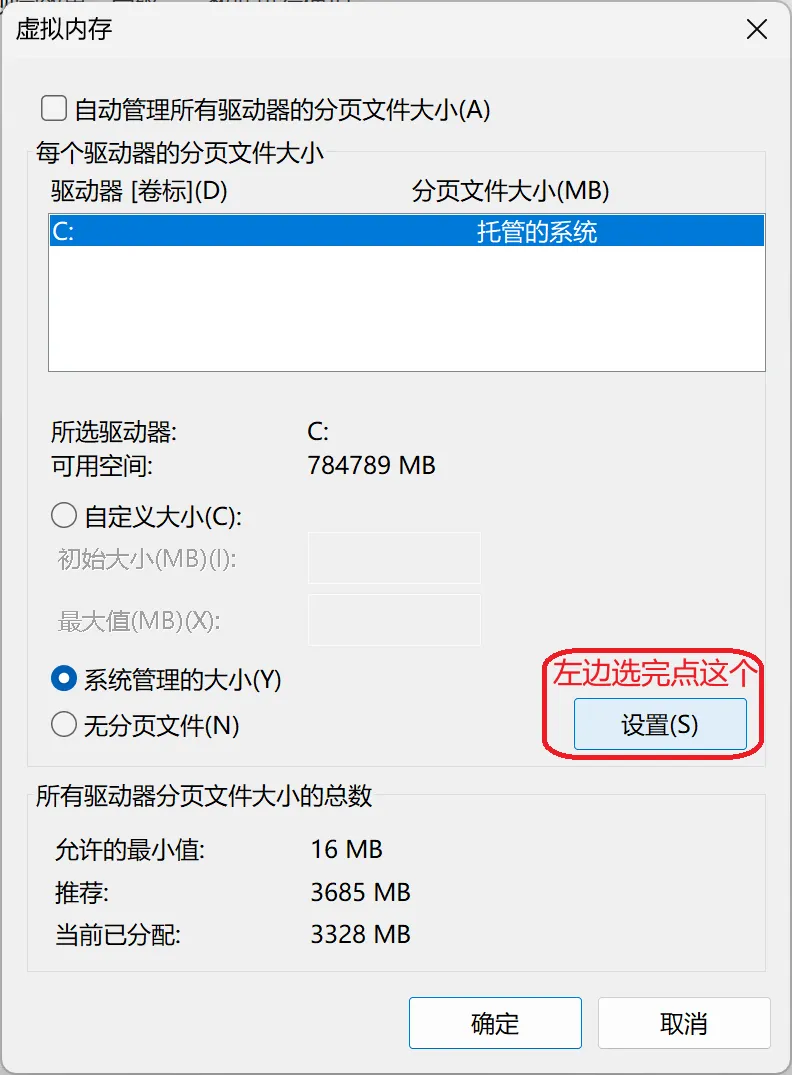 虚拟内存
自动管理所有驱动器的分页文件大小(A)
每个驱动器的分页文件大小
驱动器 [卷标](D) 分页文件大小(MB)
C: 托管的系统
所选驱动器: C:
可用空间: 784789 MB
自定义大小(C):
初始大小(MB)(I):
最大值(MB)(X):
左边选完点这个
系统管理的大小(Y)
无分页文件(N) 设置(S)
所有驱动器分页文件大小的总数
允许的最小值: 16 MB
推荐: 3685 MB
当前已分配: 3328 MB
确定 取消